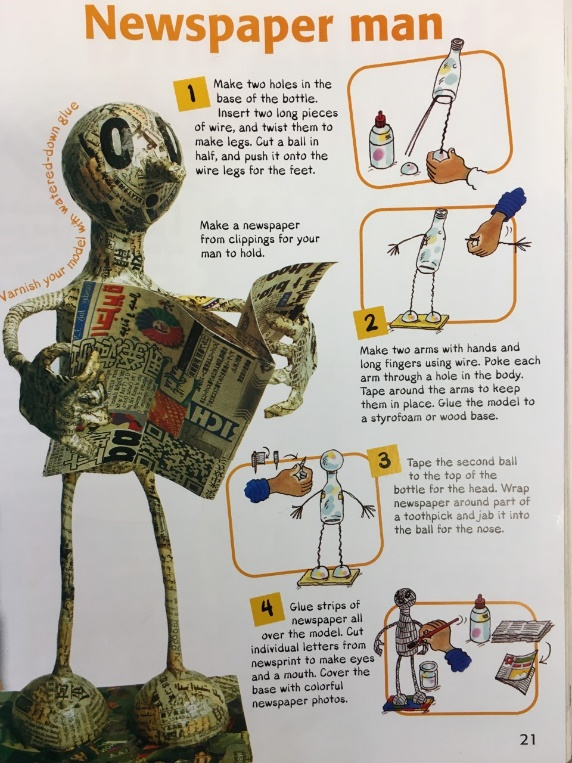 Newspaper man
1
Make two holes in the
base of the bottle.
Insert two long pieces
of wire, and twist them to
make legs. Cut a ball in
half, and push it onto the
wire legs for the feet.
Varnish your model with watered-down glue
Make a newspaper
from clippings for your
man to hold.
2
Make two arms with hands and
long fingers using wire. Poke each
arm through a hole in the body.
Tape around the arms to keep
them in place. Glue the model to
a styrofoam or wood base.
3
Tape the second ball
to the top of the
bottle for the head. Wrap
newspaper around part of
a toothpick and jab it into
the ball for the nose.
4
Glue strips of
newspaper all
over the model. Cut
individual letters from
newsprint to make eyes
and a mouth. Cover the
base with colorful
newspaper photos.
21